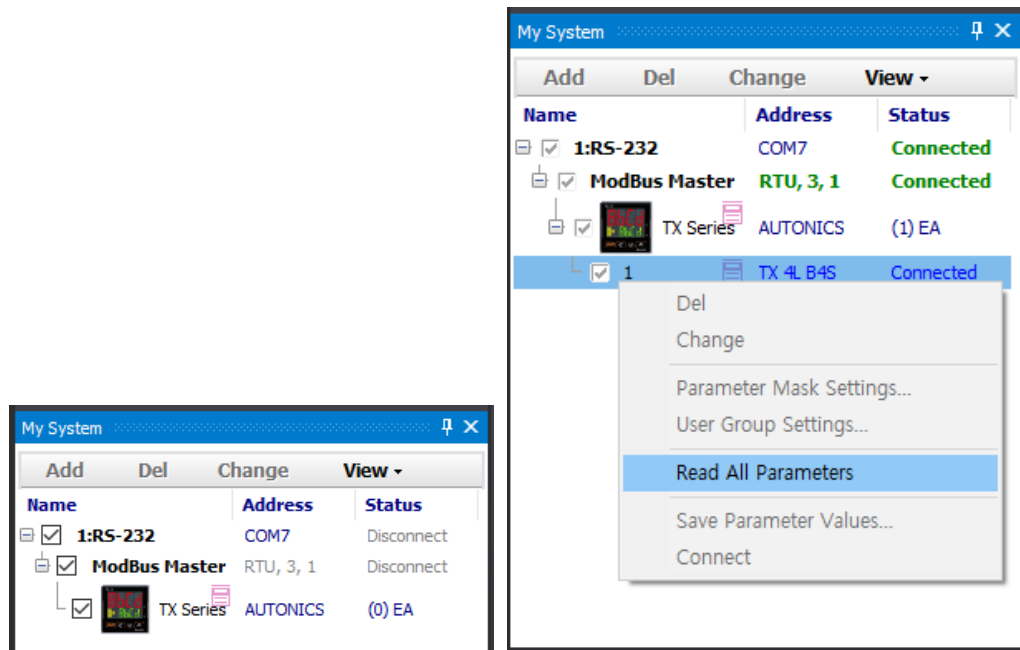 My System
Add Del Change View
Name Address Status
1:RS-232 COM7 Disconnect
ModBus Master RTU, 3, 1 Disconnect
TX Series AUTONICS (0) EA
My System
Add Del Change View
Name Address Status
1:RS-232 COM7 Connected
ModBus Master RTU, 3, 1 Connected
TX Series AUTONICS (1) EA
1 TX 4L B4S Connected
Del
Change
Parameter Mask Settings...
User Group Settings...
Read All Parameters
Save Parameter Values...
Connect